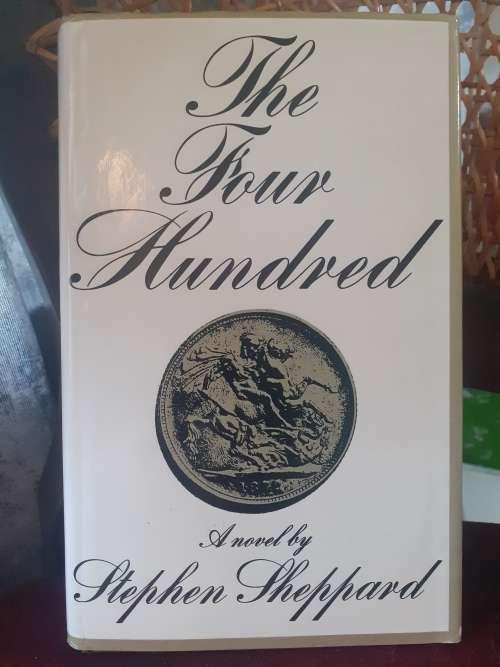 The
Four
Hundred
A novel by
Stephen Sheppard